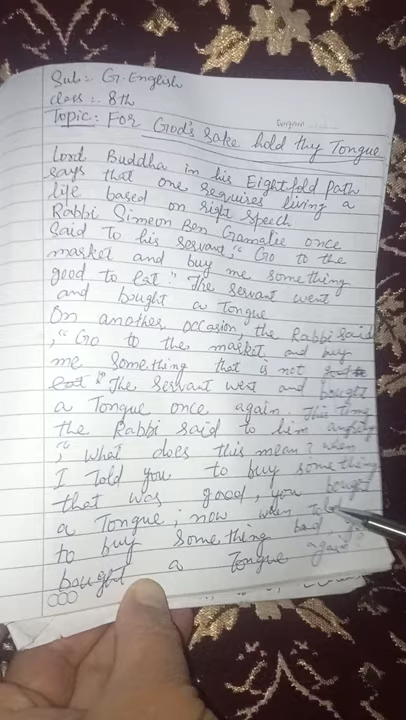 Sub:- G. English
class :- 8th
Topic: For God's sake hold thy Tongue
Lord Buddha in his Eightfold path
says that one requires living a
life based on right speech
Rabbi Simeon Ben Gamalie once
said to his servant, "Go to the
market and buy me something
good to eat." The servant went
and bought a Tongue
On another occasion, the Rabbi said
, "Go to the market and buy
me something that is not
eat" The servant went and bought
a Tongue once again. This time
the Rabbi said to him angrily
, "What does this mean? when
I told you to buy something
that was good, you bought
a Tongue; now when told
to buy something bad
bought a Tongue again?